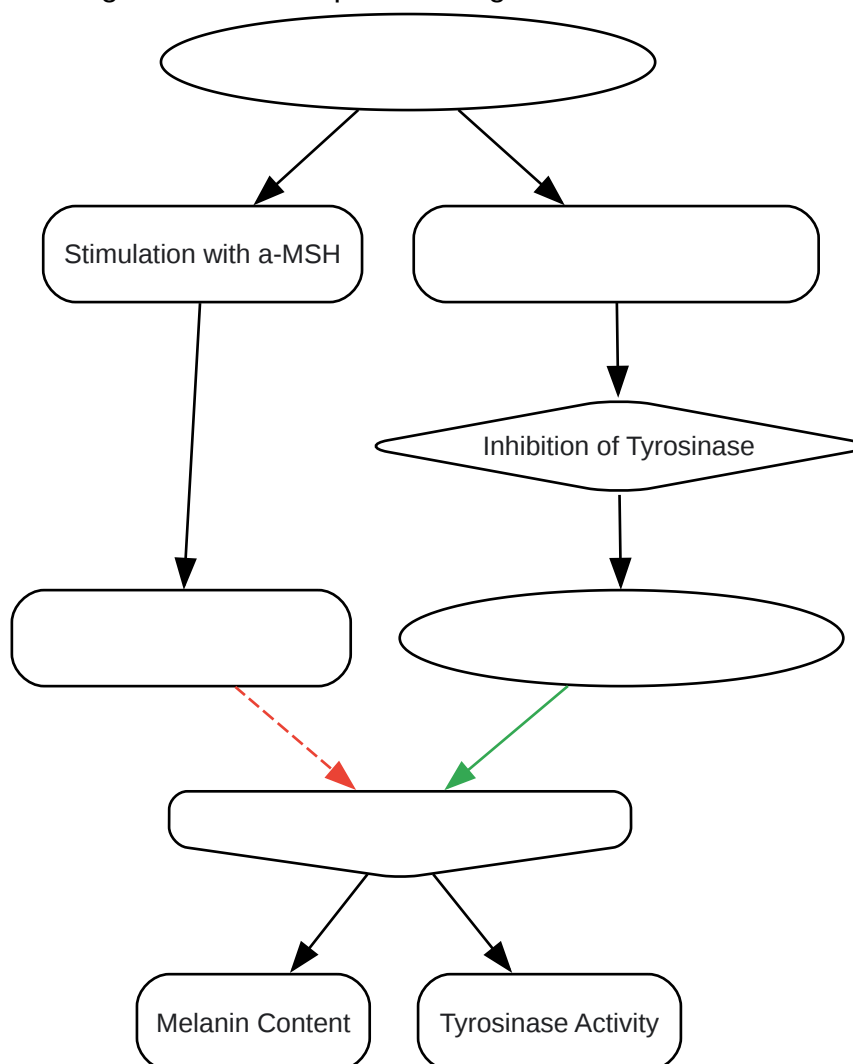 Stimulation with a-MSH
Inhibition of Tyrosinase
Melanin Content
Tyrosinase Activity